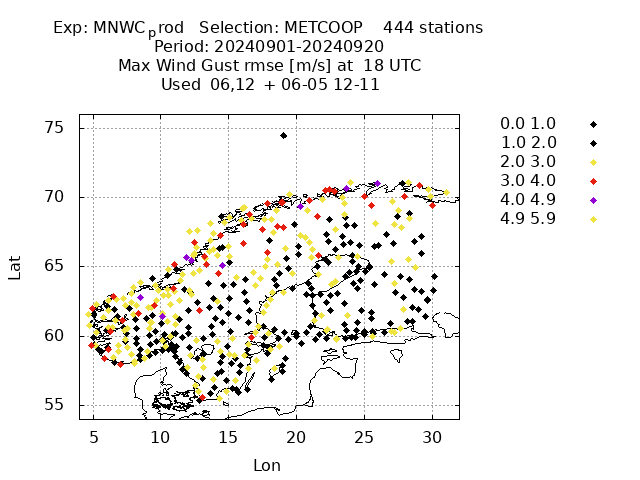 Exp: MNWCprod   Selection: METCOOP    444 stations
Period: 20240901-20240920
Max Wind Gust rmse [m/s] at  18 UTC
Used  06,12  + 06-05 12-11
0.0 1.0
1.0 2.0
2.0 3.0
3.0 4.0
4.0 4.9
4.9 5.9
75
70
65
60
55
Lat
5 10 15 20 25 30
Lon